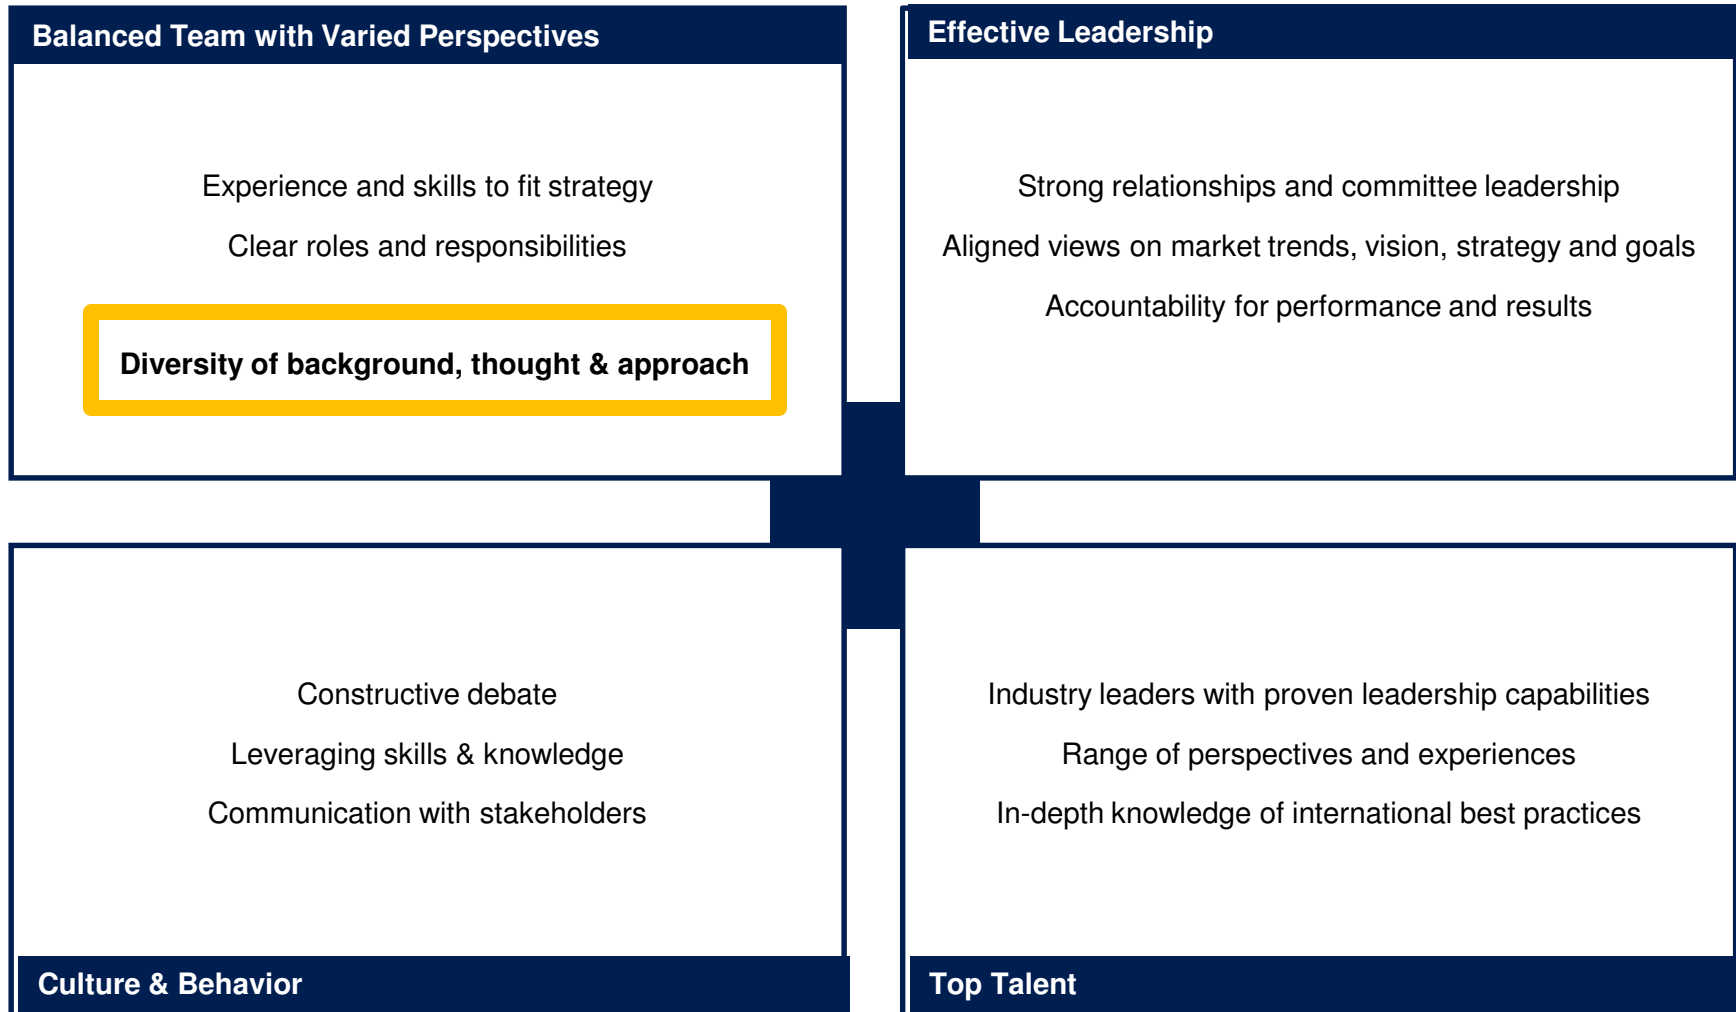 Balanced Team with Varied Perspectives
Experience and skills to fit strategy
Clear roles and responsibilities
Diversity of background, thought & approach
Effective Leadership
Strong relationships and committee leadership
Aligned views on market trends, vision, strategy and goals
Accountability for performance and results
Constructive debate
Leveraging skills & knowledge
Communication with stakeholders
Culture & Behavior
Industry leaders with proven leadership capabilities
Range of perspectives and experiences
In-depth knowledge of international best practices
Top Talent